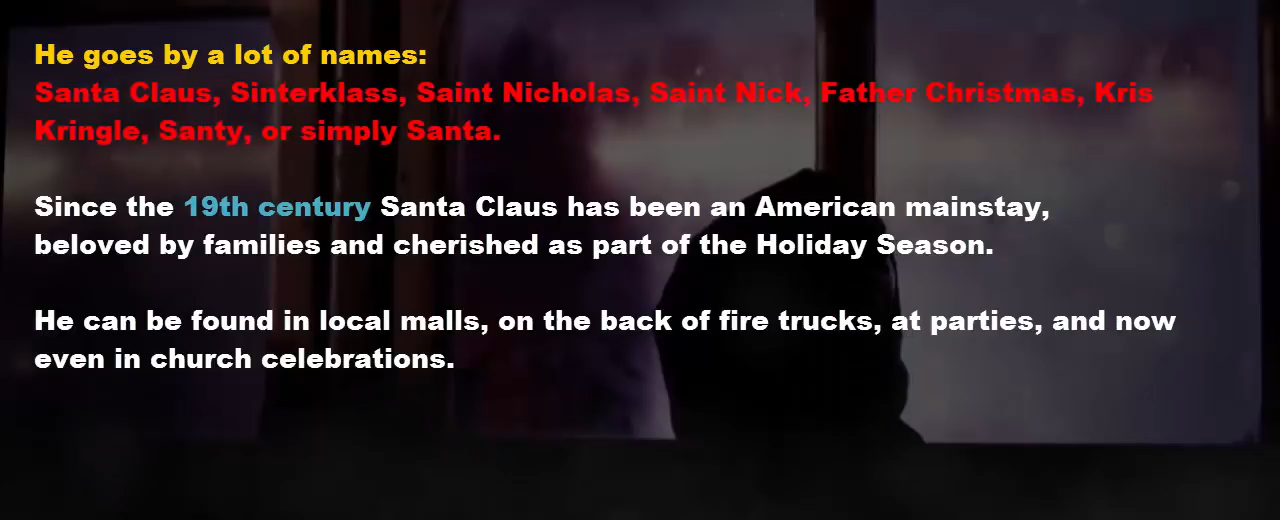 He goes by a lot of names:
Santa Claus, Sinterklass, Saint Nicholas, Saint Nick, Father Christmas, Kris
Kringle, Santy, or simply Santa.
Since the 19th century Santa Claus has been an American mainstay,
beloved by families and cherished as part of the Holiday Season.
He can be found in local malls, on the back of fire trucks, at parties, and now
even in church celebrations.